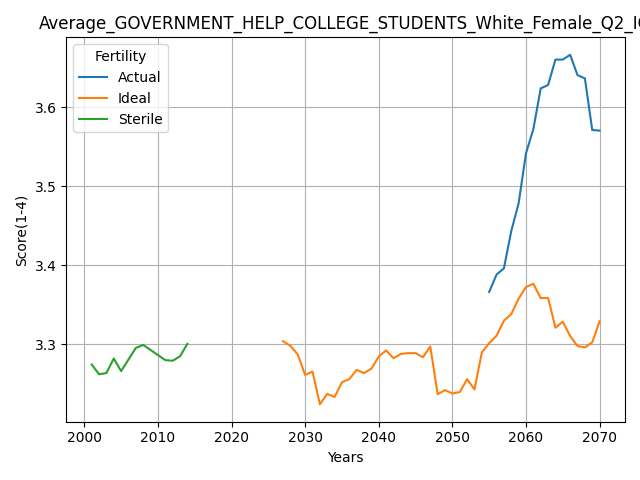 Average_GOVERNMENT_HELP_COLLEGE_STUDENTS_White_Female_Q2_I
Fertility
Actual
Ideal
Sterile
3.6
3.5
3.4
3.3
Score(1-4)
2000 2010 2020 2030 2040 2050 2060 2070
Years